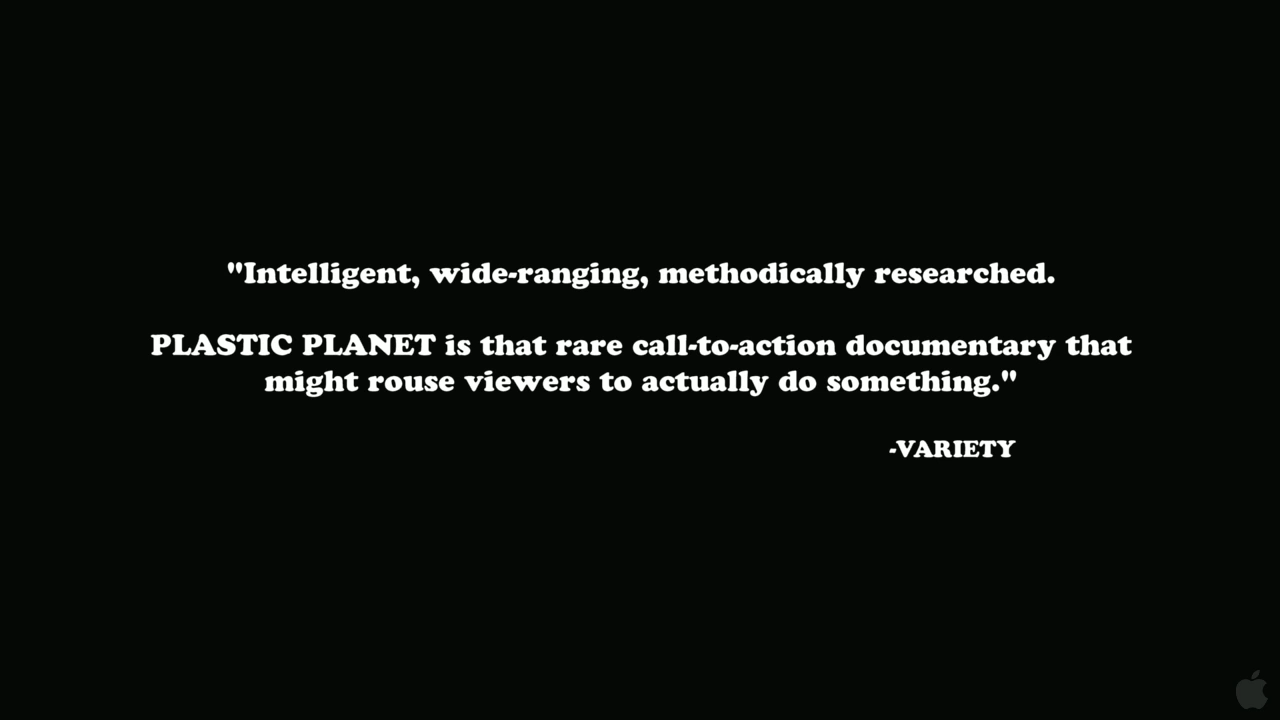 "Intelligent, wide-ranging, methodically researched.
PLASTIC PLANET is that rare call-to-action documentary that
might rouse viewers to actually do something."
-VARIETY